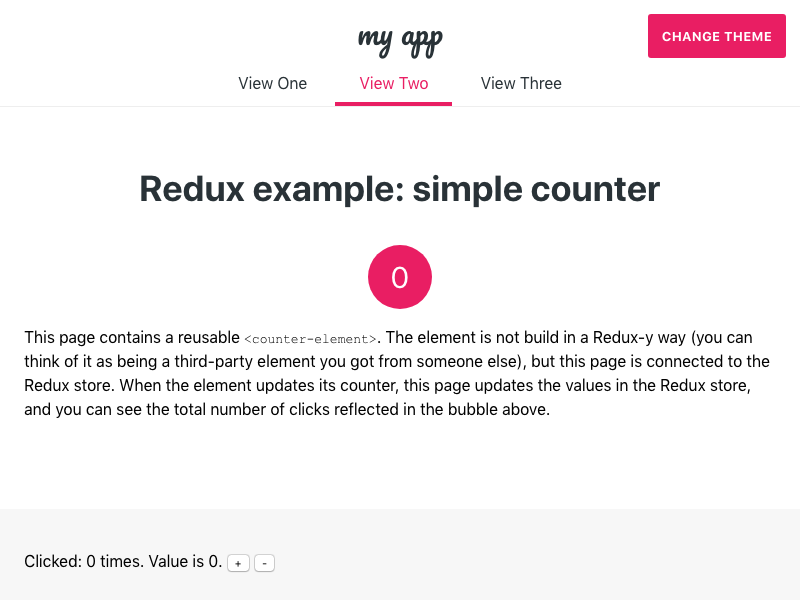 my app
CHANGE THEME
View One View Two View Three
Redux example: simple counter
0
This page contains a reusable <counter-element>. The element is not build in a Redux-y way (you can
think of it as being a third-party element you got from someone else), but this page is connected to the
Redux store. When the element updates its counter, this page updates the values in the Redux store,
and you can see the total number of clicks reflected in the bubble above.
Clicked: 0 times. Value is 0. + -